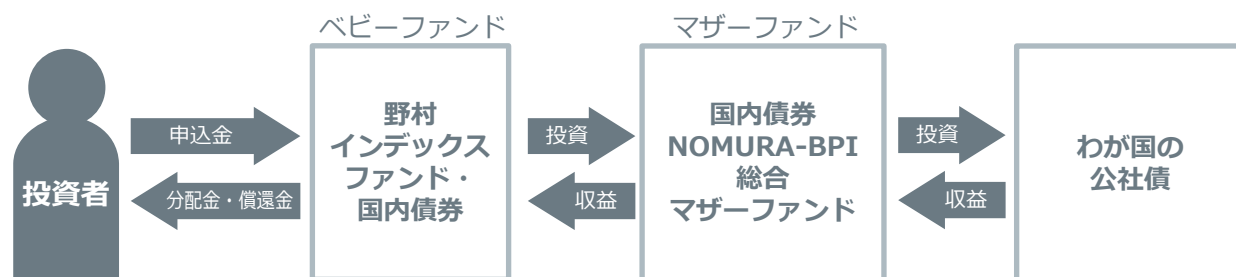 ベビーファンド
マザーファンド
投資者
申込金
分配金・償還金
野村
インデックス
ファンド・
国内債券
投資
収益
国内債券
NOMURA-BPI
総合
マザーファンド
投資
収益
わが国の
公社債